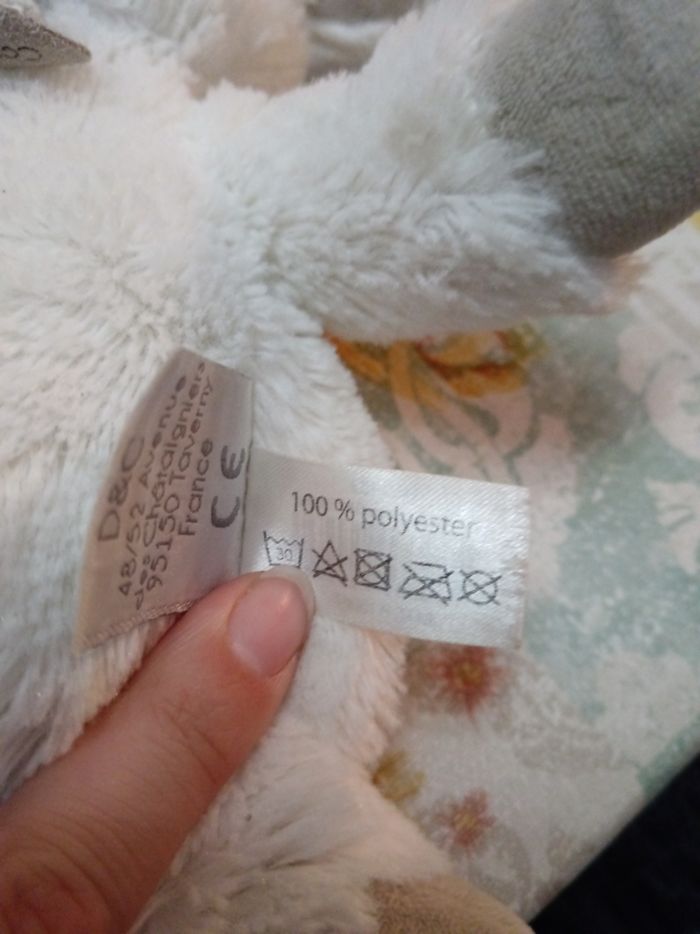 D&C
48/52 Avenue
des Châtaigniers
95150 Taverny
France
CE
100 % polyester
30